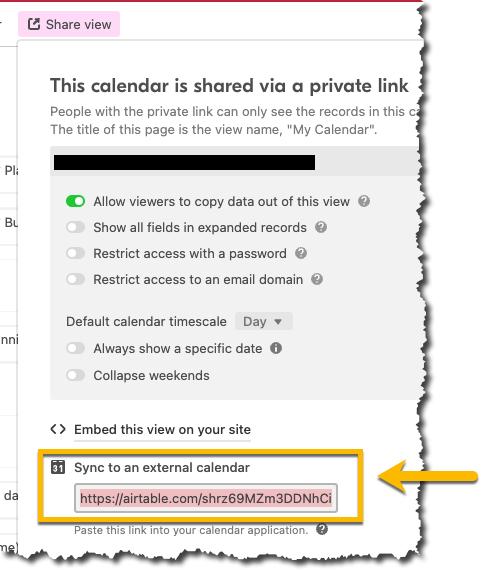 Share view
This calendar is shared via a private link
People with the private link can only see the records in this ca
The title of this page is the view name, "My Calendar".
Pla
Allow viewers to copy data out of this view
Bu
Show all fields in expanded records
Restrict access with a password
Restrict access to an email domain
Default calendar timescale Day
nni
Always show a specific date
Collapse weekends
Embed this view on your site
31 Sync to an external calendar
da
https://airtable.com/shrz69MZm3DDNhCi
Paste this link into your calendar application.
me)